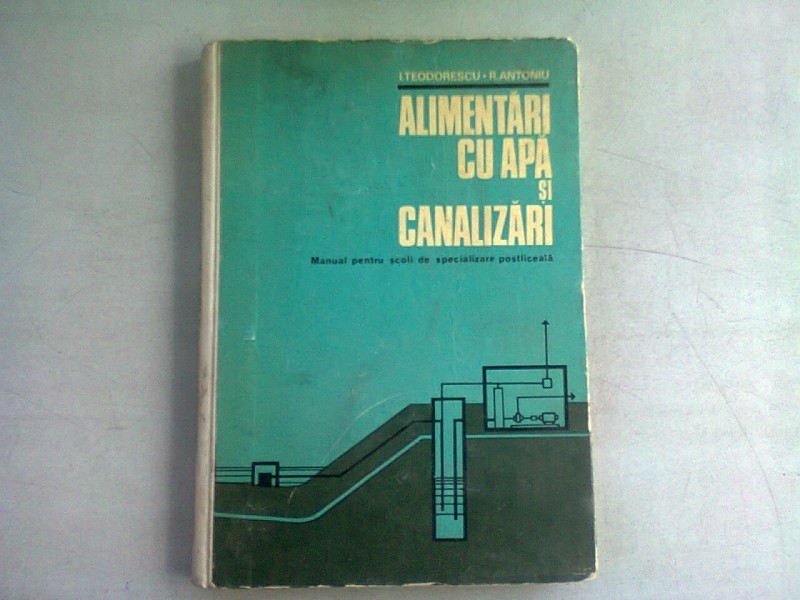 I.TEODORESCU • R.ANTONIU
ALIMENTĂRI
CU APĂ
ȘI
CANALIZĂRI
Manual pentru școli de specializare postliceală